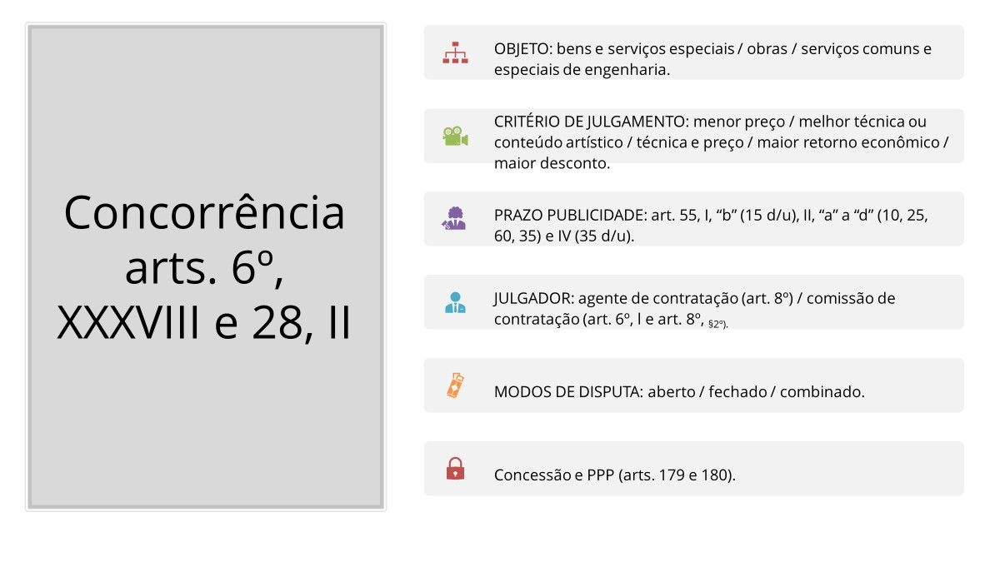 Concorrência
arts. 6º,
XXXVIII e 28, II
OBJETO: bens e serviços especiais / obras / serviços comuns e
especiais de engenharia.
CRITÉRIO DE JULGAMENTO: menor preço / melhor técnica ou
conteúdo artístico / técnica e preço / maior retorno econômico /
maior desconto.
PRAZO PUBLICIDADE: art. 55, I, “b” (15 d/u), II, “a” a “d” (10, 25,
60, 35) e IV (35 d/u).
JULGADOR: agente de contratação (art. 8º) / comissão de
contratação (art. 6º, l e art. 8º, §2º).
MODOS DE DISPUTA: aberto / fechado / combinado.
Concessão e PPP (arts. 179 e 180).